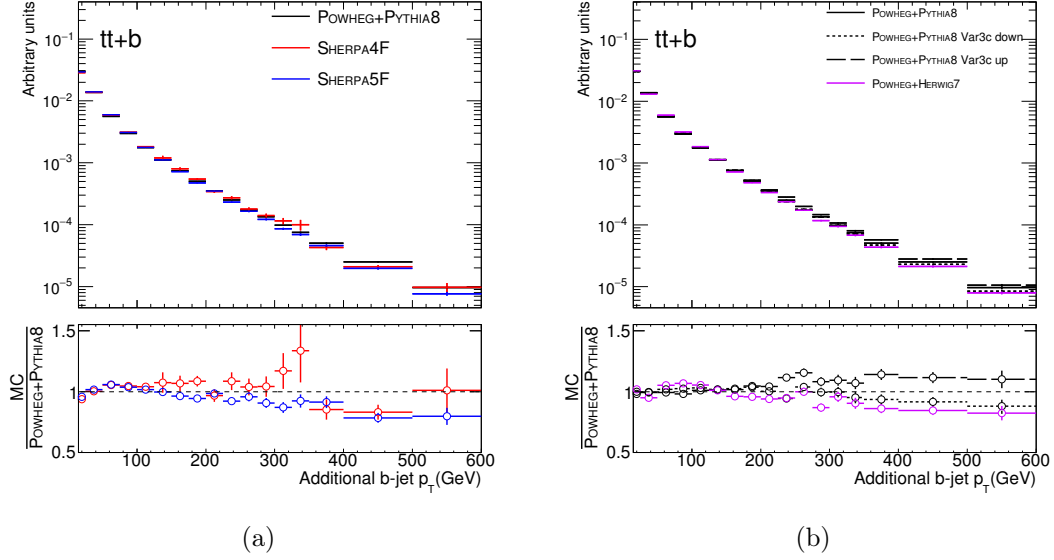 tt+b
POWHEG+PYTHIA8
SHERPA4F
SHERPA5F
Arbitrary units
10⁻¹
10⁻²
10⁻³
10⁻⁴
10⁻⁵
MC
POWHEG+PYTHIA8
1.5
1
0.5
100 200 300 400 500 600
Additional b-jet p_T(GeV)
(a)
tt+b
POWHEG+PYTHIA8
POWHEG+PYTHIA8 Var3c down
POWHEG+PYTHIA8 Var3c up
POWHEG+HERWIG7
Arbitrary units
10⁻¹
10⁻²
10⁻³
10⁻⁴
10⁻⁵
MC
POWHEG+PYTHIA8
1.5
1
0.5
100 200 300 400 500 600
Additional b-jet p_T(GeV)
(b)